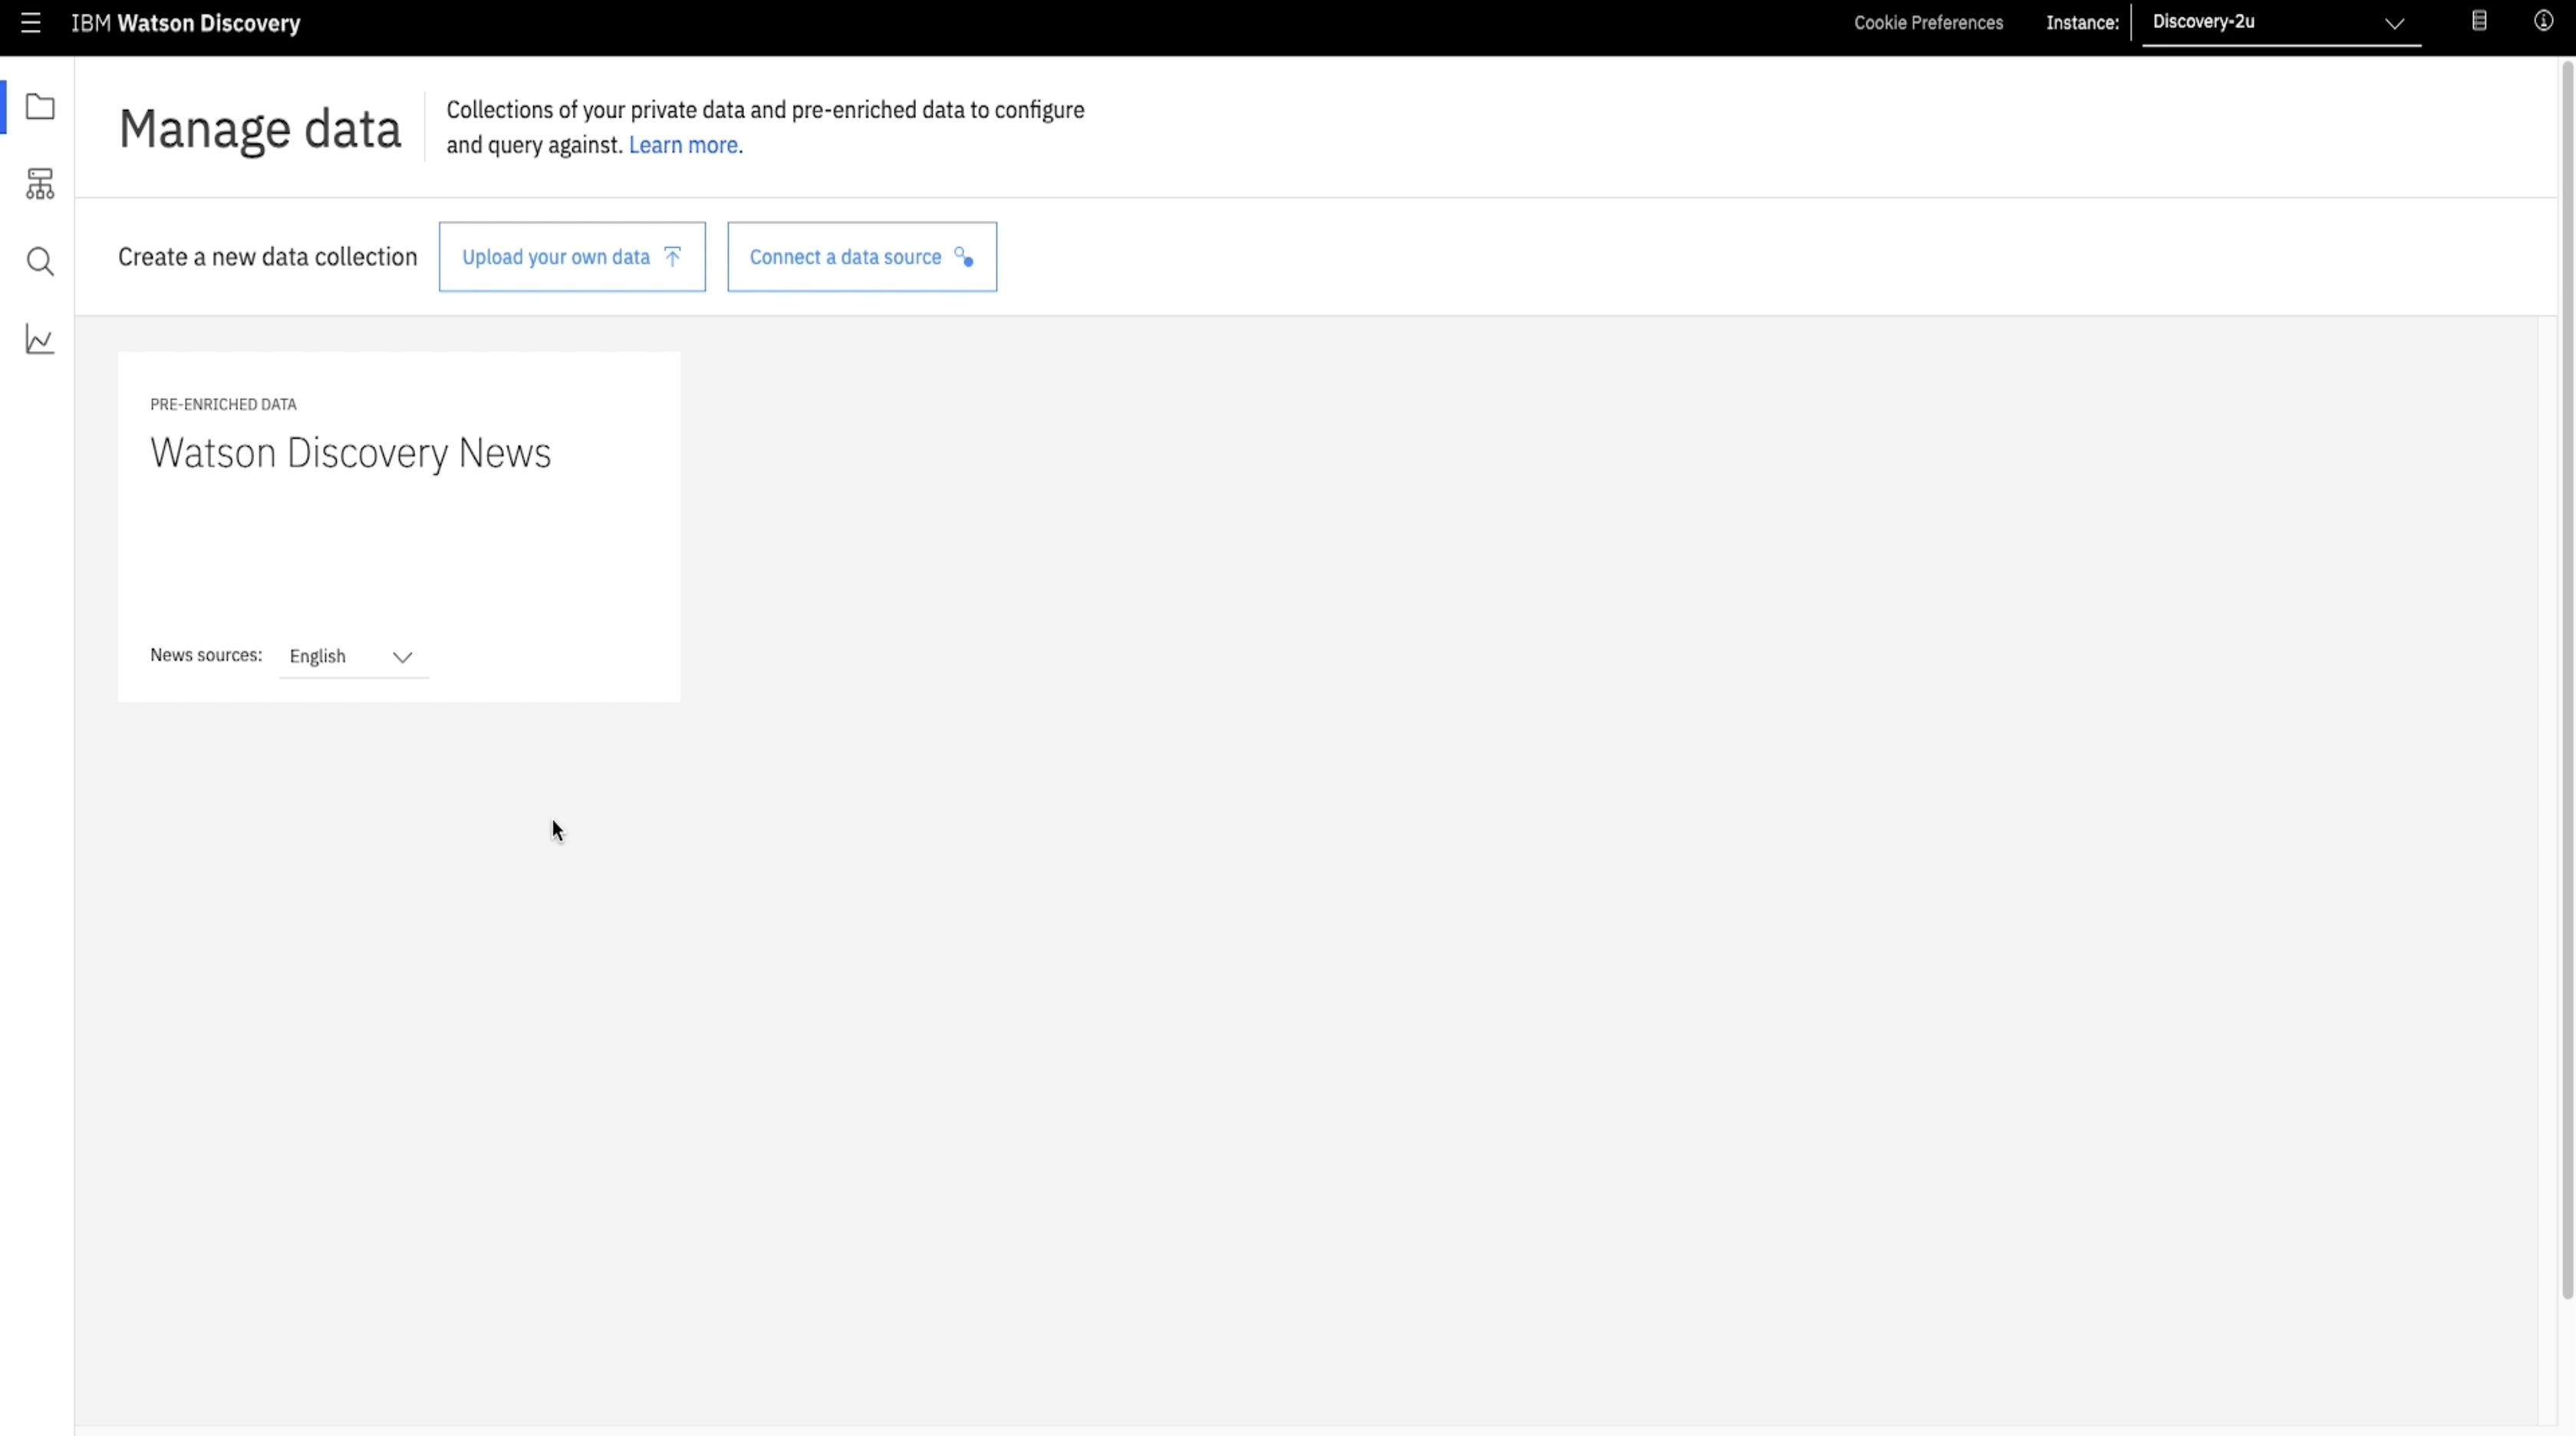 IBM Watson Discovery
Cookie Preferences
Instance:
Discovery-2u
Manage data
Collections of your private data and pre-enriched data to configure
and query against. Learn more.
Create a new data collection
Upload your own data
Connect a data source
PRE-ENRICHED DATA
Watson Discovery News
News sources:
English